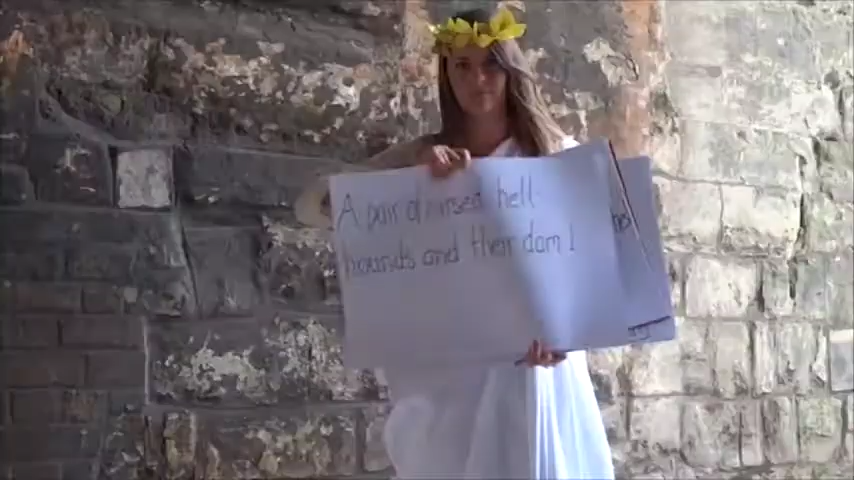 A pair of cursed hell-
hounds and their dam!